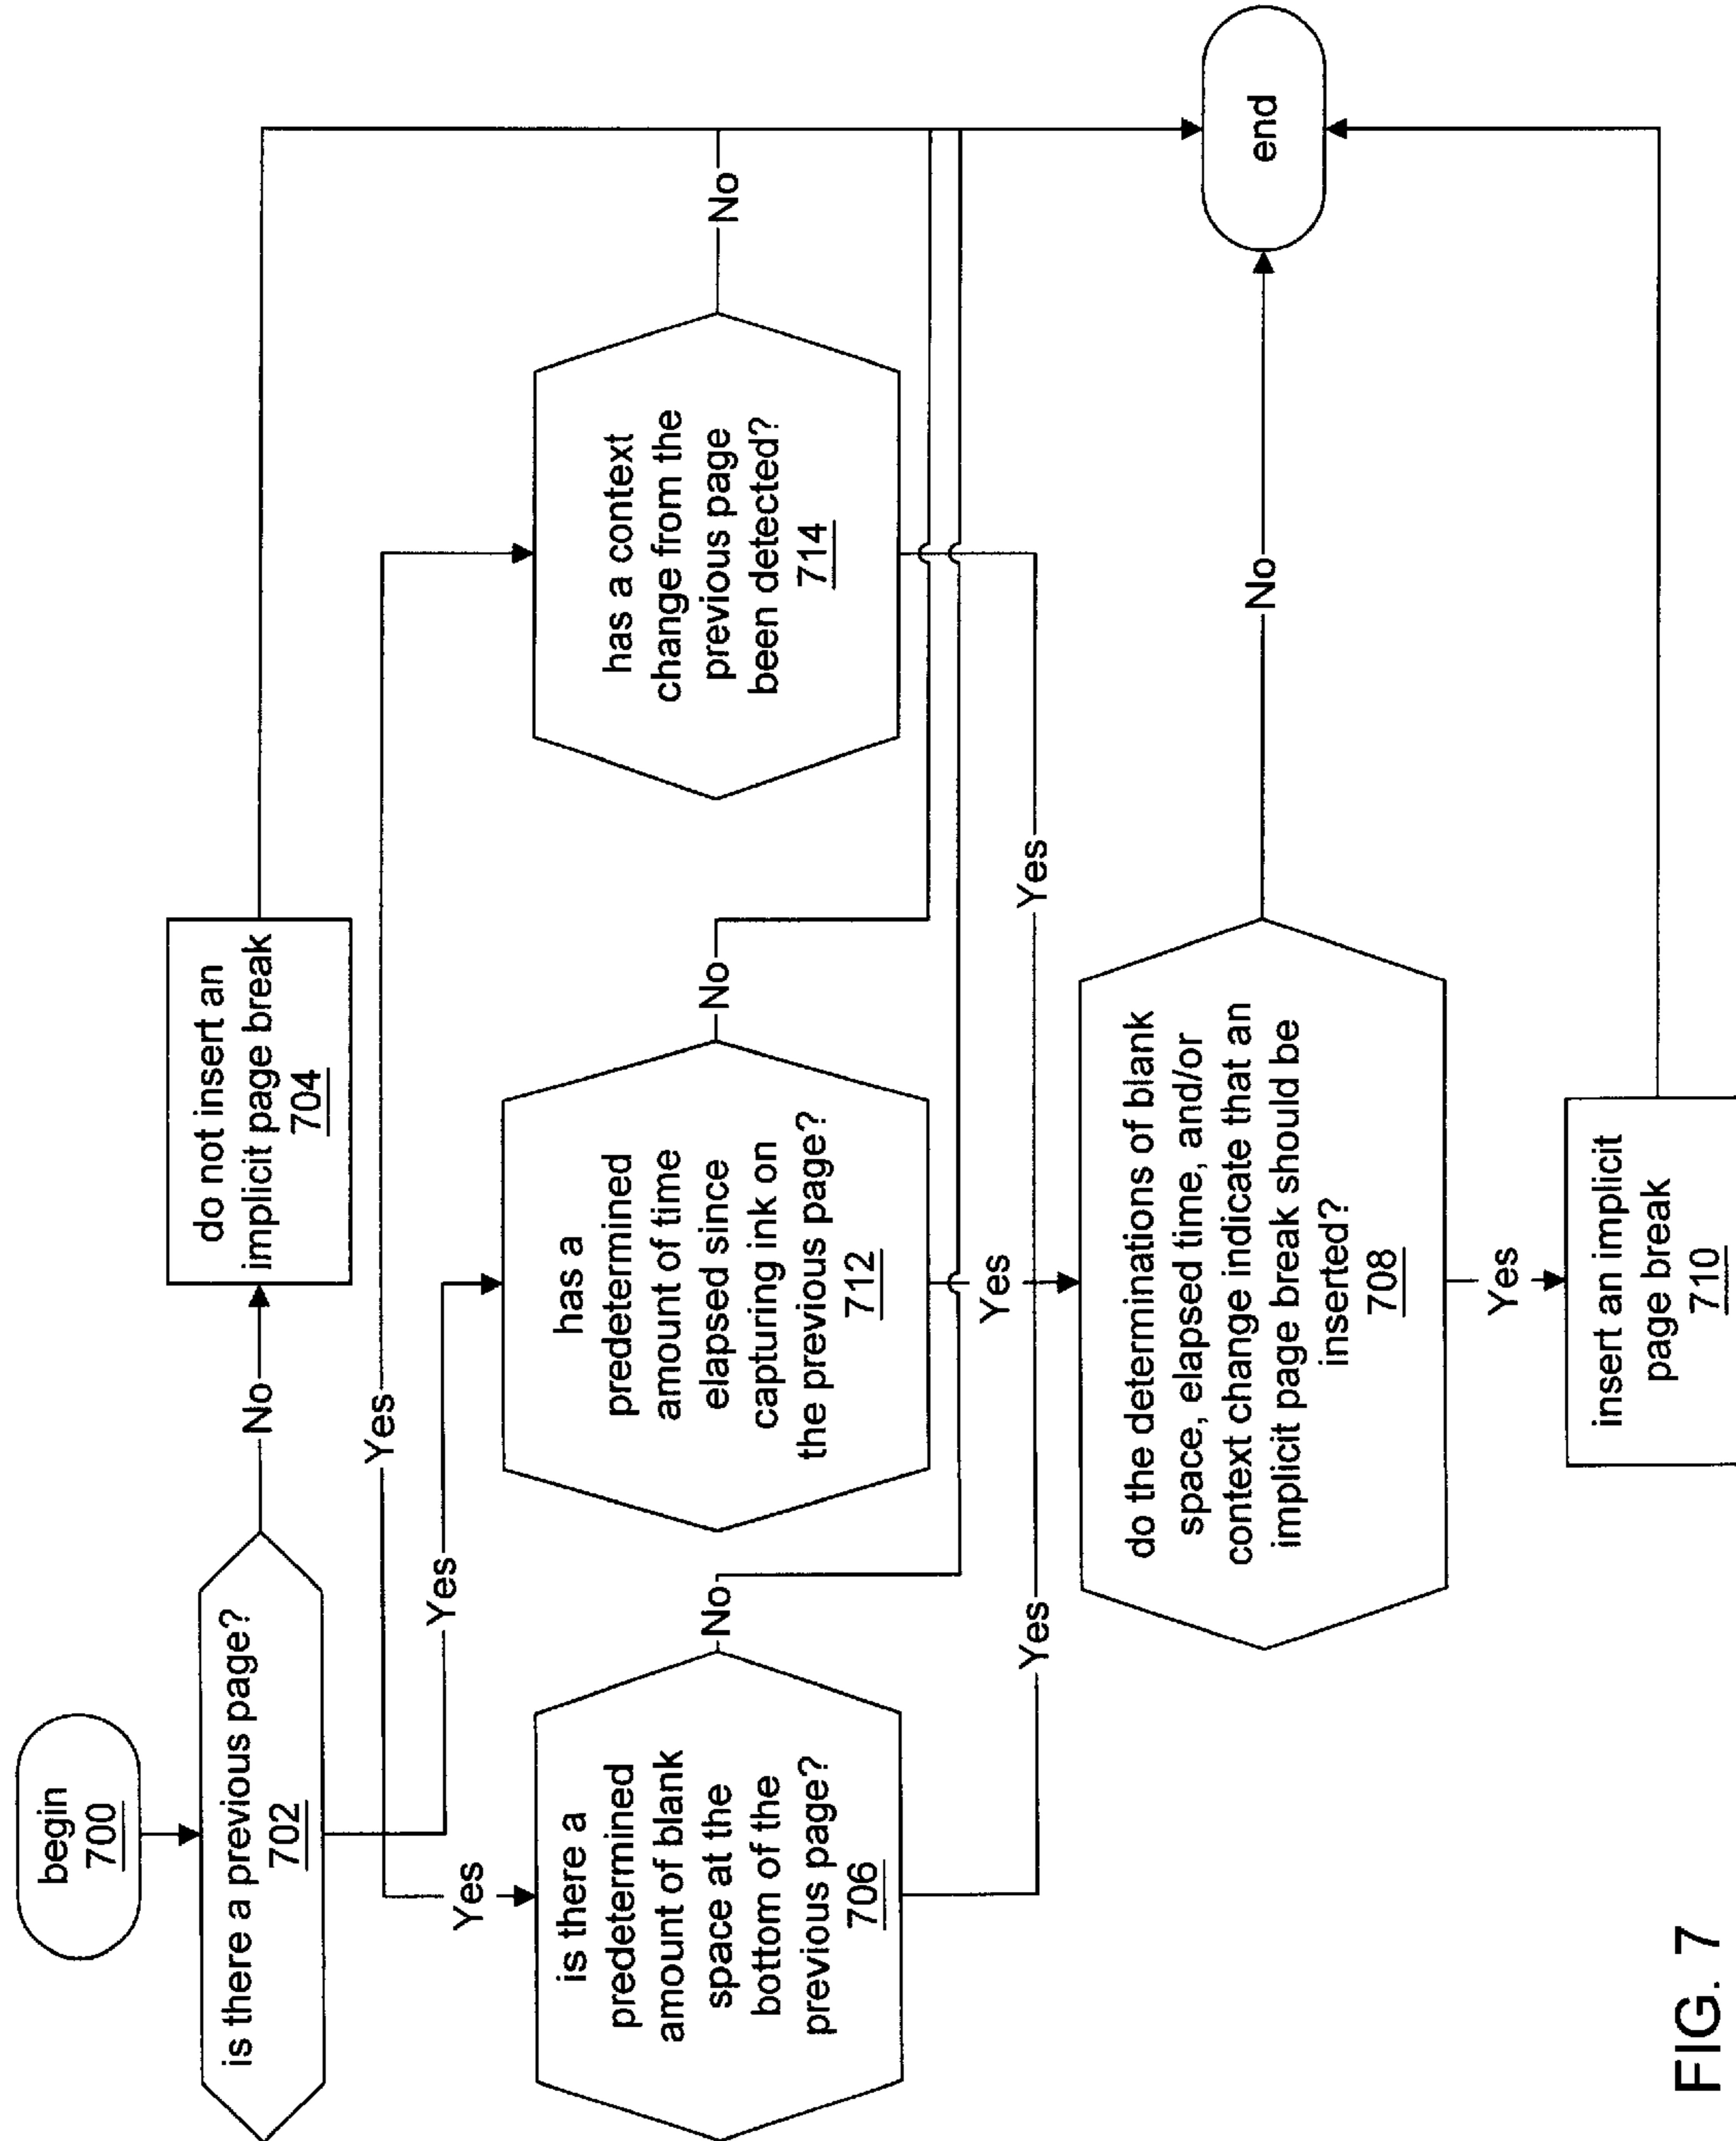 begin
700
is there a previous page?
702
No
do not insert an
implicit page break
704
Yes
Yes
Yes
is there a
predetermined
amount of blank
space at the
bottom of the
previous page?
706
No
has a
predetermined
amount of time
elapsed since
capturing ink on
the previous page?
712
No
has a context
change from the
previous page
been detected?
714
No
Yes
Yes
Yes
do the determinations of blank
space, elapsed time, and/or
context change indicate that an
implicit page break should be
inserted?
708
No
end
Yes
insert an implicit
page break
710
FIG. 7